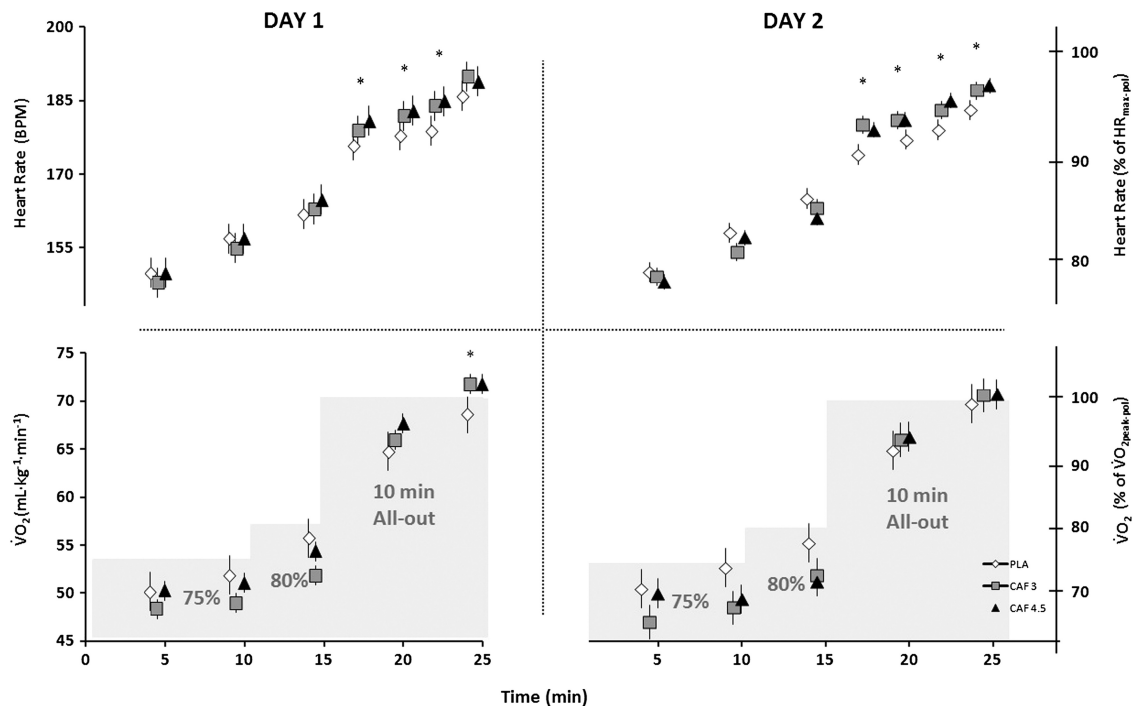 DAY 1
DAY 2
200
185
170
155
Heart Rate (BPM)
* * *
* * * *
100
90
80
Heart Rate (% of HRmax-pol)
75
70
65
60
55
50
45
V̇O2 (mL·kg-1·min-1)
*
10 min
All-out
75%
80%
10 min
All-out
75%
80%
100
90
80
70
V̇O2 (% of V̇O2peak-pol)
PLA
CAF 3
CAF 4.5
0 5 10 15 20 25
5 10 15 20 25
Time (min)